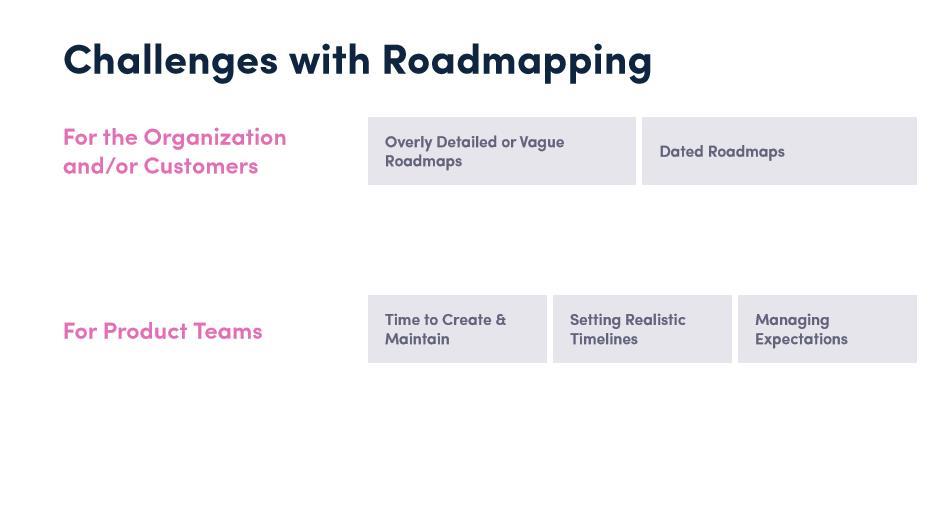 Challenges with Roadmapping
For the Organization
and/or Customers
Overly Detailed or Vague
Roadmaps
Dated Roadmaps
For Product Teams
Time to Create &
Maintain
Setting Realistic
Timelines
Managing
Expectations